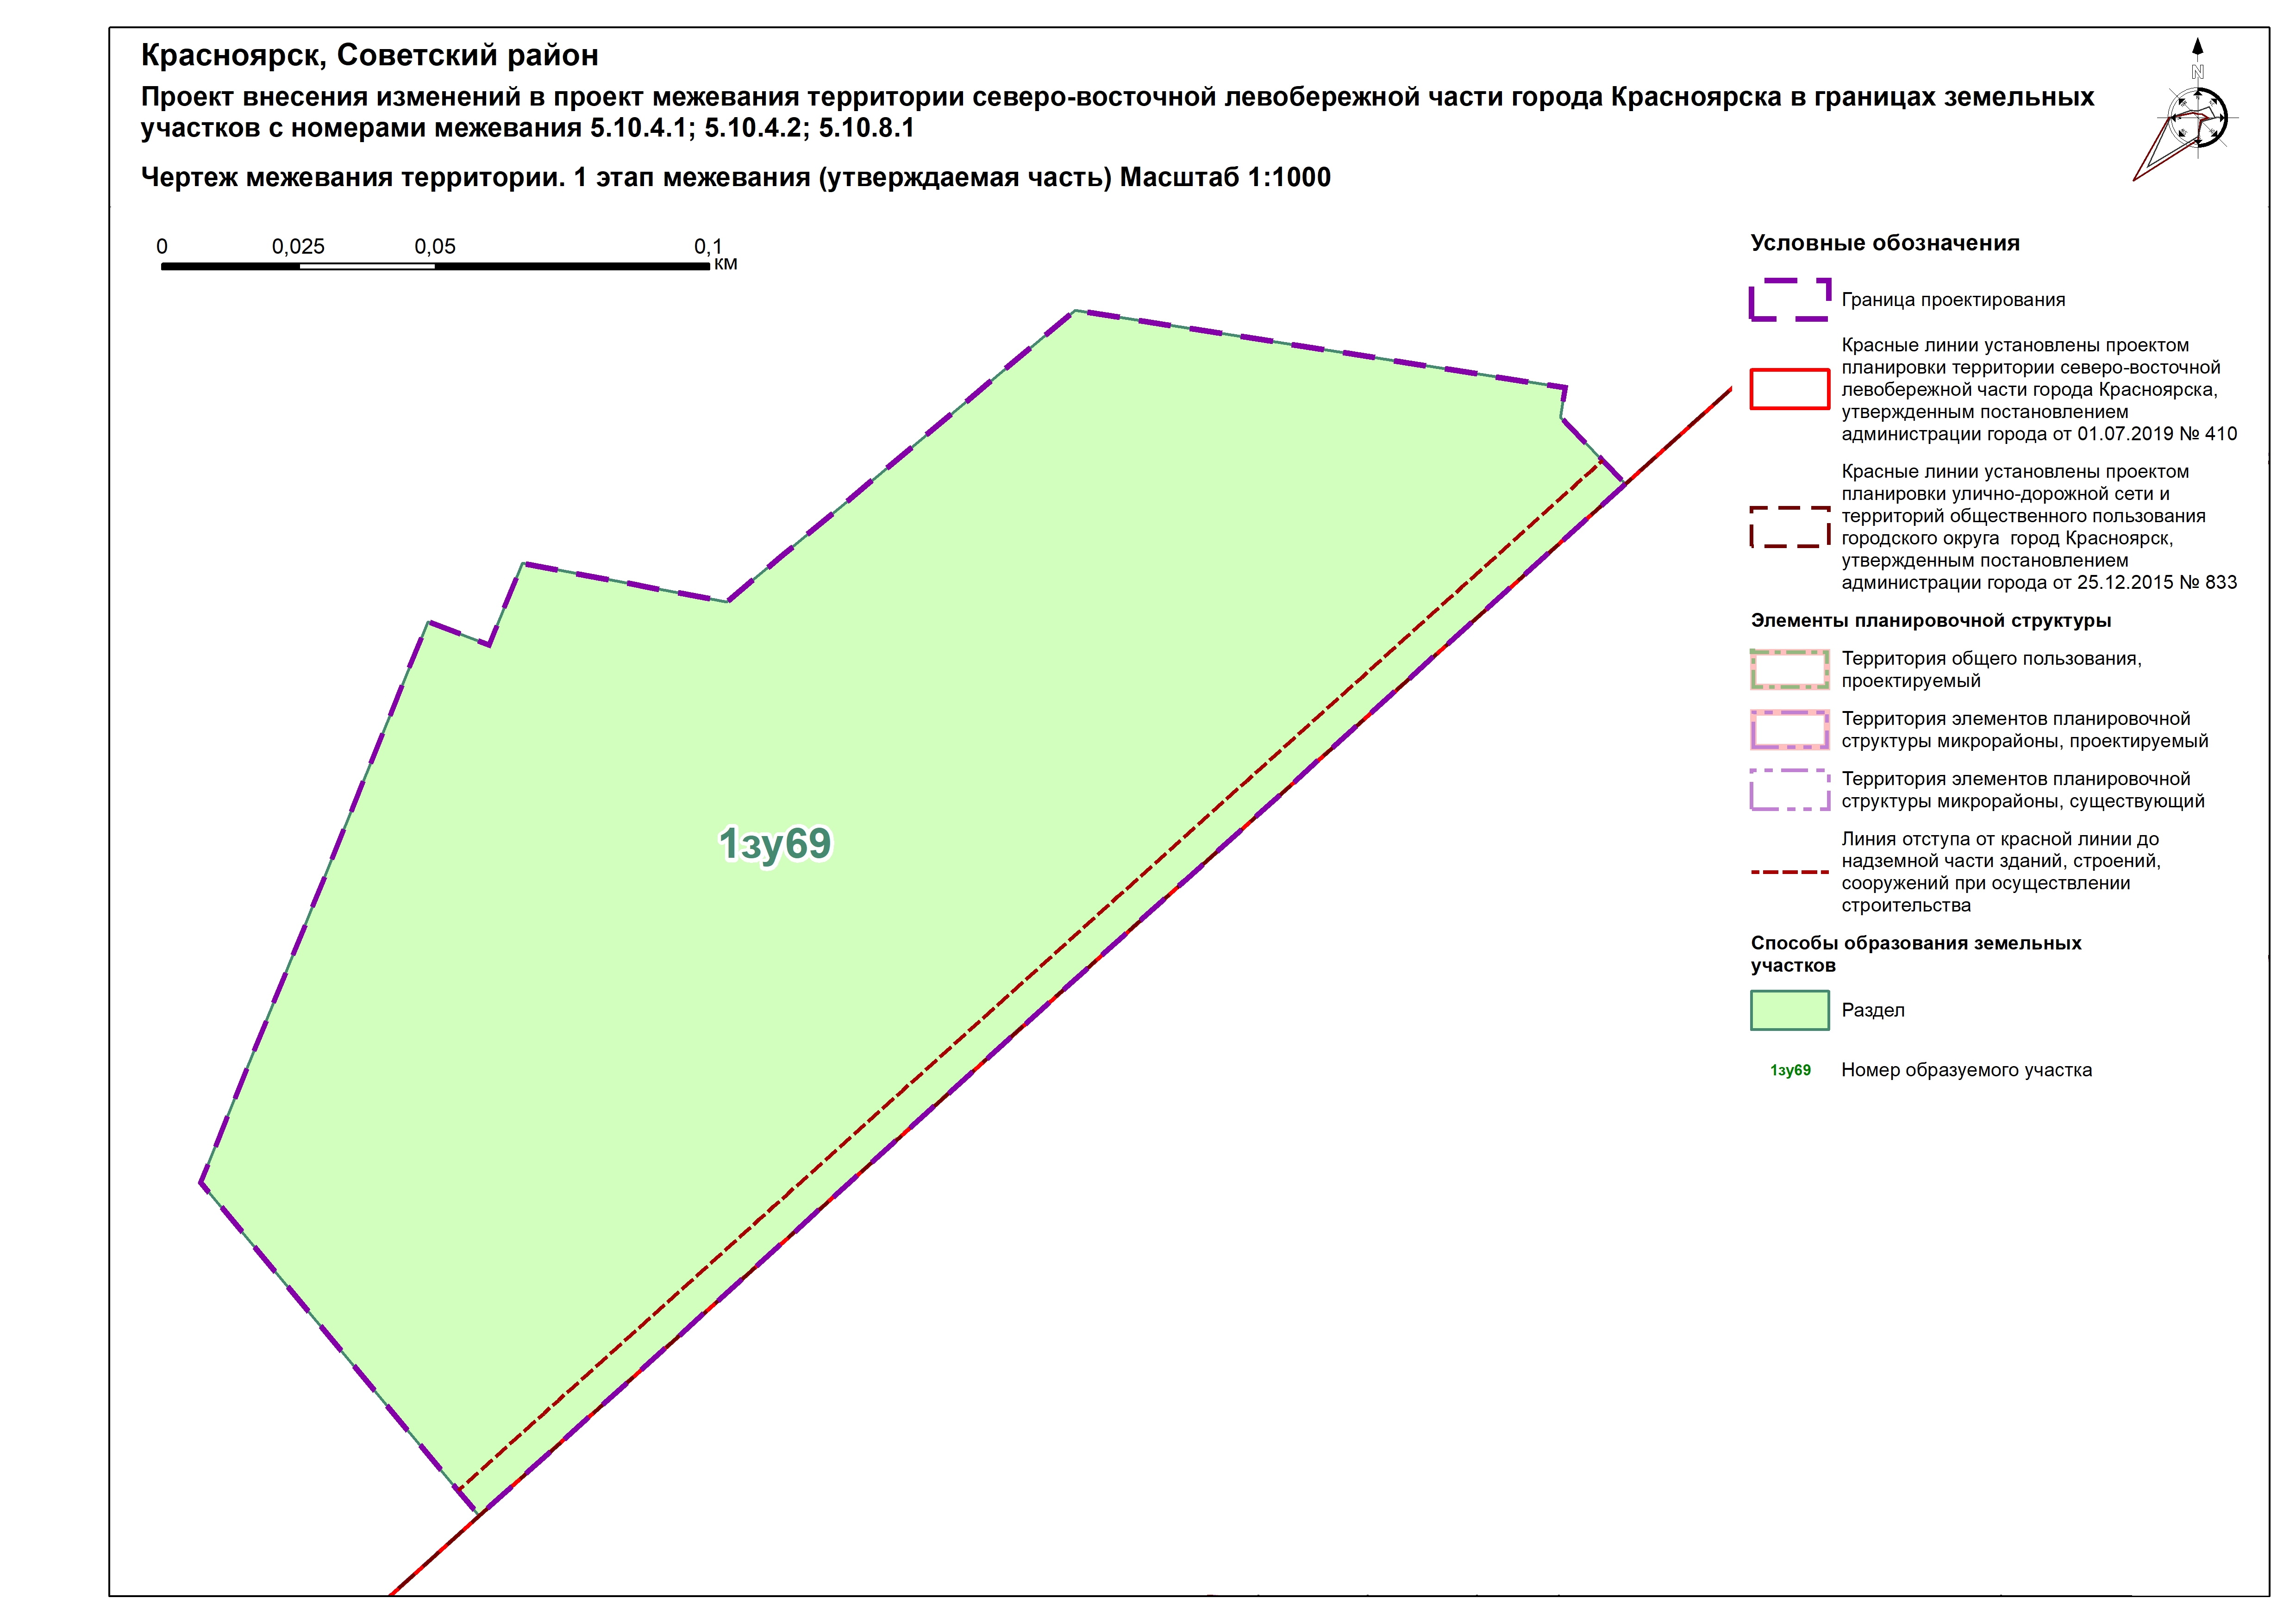 Красноярск, Советский район
Проект внесения изменений в проект межевания территории северо-восточной левобережной части города Красноярска в границах земельных
участков с номерами межевания 5.10.4.1; 5.10.4.2; 5.10.8.1
Чертеж межевания территории. 1 этап межевания (утверждаемая часть) Масштаб 1:1000
N
0 0,025 0,05 0,1
км
Условные обозначения
Граница проектирования
Красные линии установлены проектом
планировки территории северо-восточной
левобережной части города Красноярска,
утвержденным постановлением
администрации города от 01.07.2019 № 410
Красные линии установлены проектом
планировки улично-дорожной сети и
территорий общественного пользования
городского округа  город Красноярск,
утвержденным постановлением
администрации города от 25.12.2015 № 833
Элементы планировочной структуры
Территория общего пользования,
проектируемый
Территория элементов планировочной
структуры микрорайоны, проектируемый
Территория элементов планировочной
структуры микрорайоны, существующий
Линия отступа от красной линии до
надземной части зданий, строений,
сооружений при осуществлении
строительства
Способы образования земельных
участков
Раздел
1зу69 Номер образуемого участка
1зу69